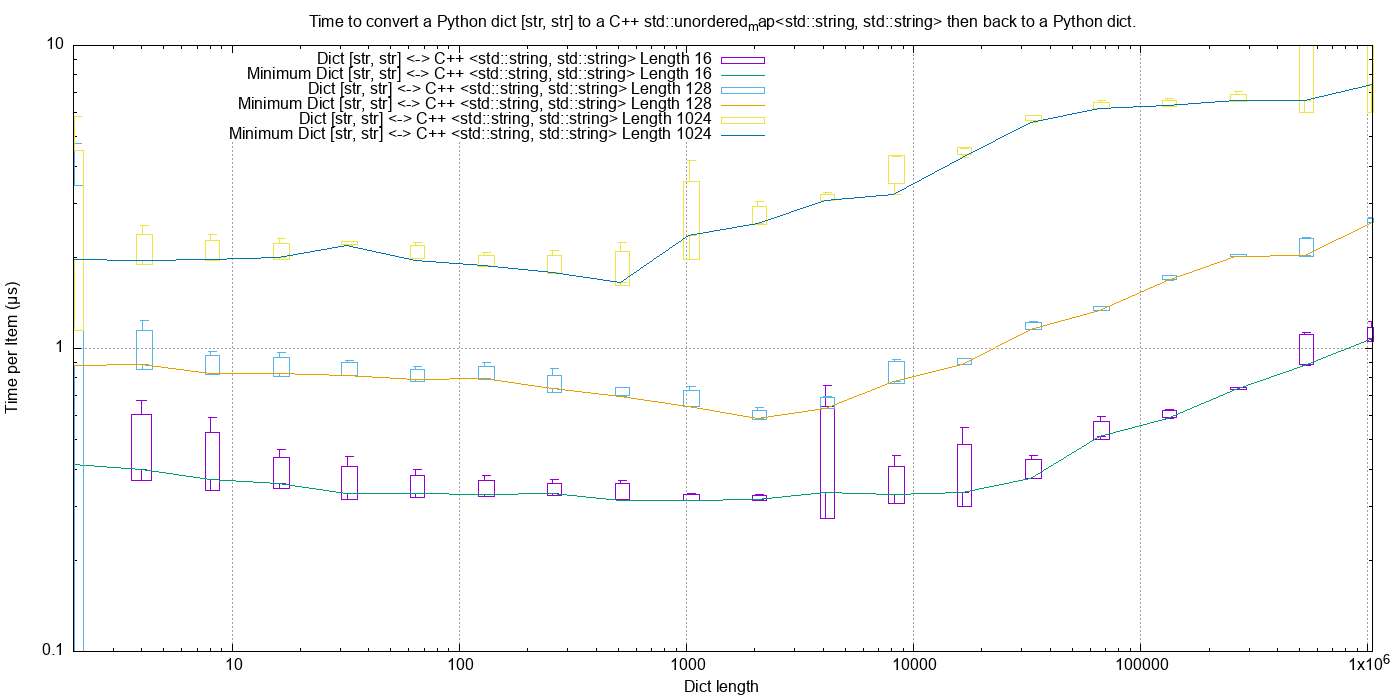 Time to convert a Python dict [str, str] to a C++ std::unordered_map<std::string, std::string> then back to a Python dict.
10
Dict [str, str] <-> C++ <std::string, std::string> Length 16
Minimum Dict [str, str] <-> C++ <std::string, std::string> Length 16
Dict [str, str] <-> C++ <std::string, std::string> Length 128
Minimum Dict [str, str] <-> C++ <std::string, std::string> Length 128
Dict [str, str] <-> C++ <std::string, std::string> Length 1024
Minimum Dict [str, str] <-> C++ <std::string, std::string> Length 1024
Time per Item (µs)
1
0.1
10 100 1000 10000 100000 1x10⁶
Dict length